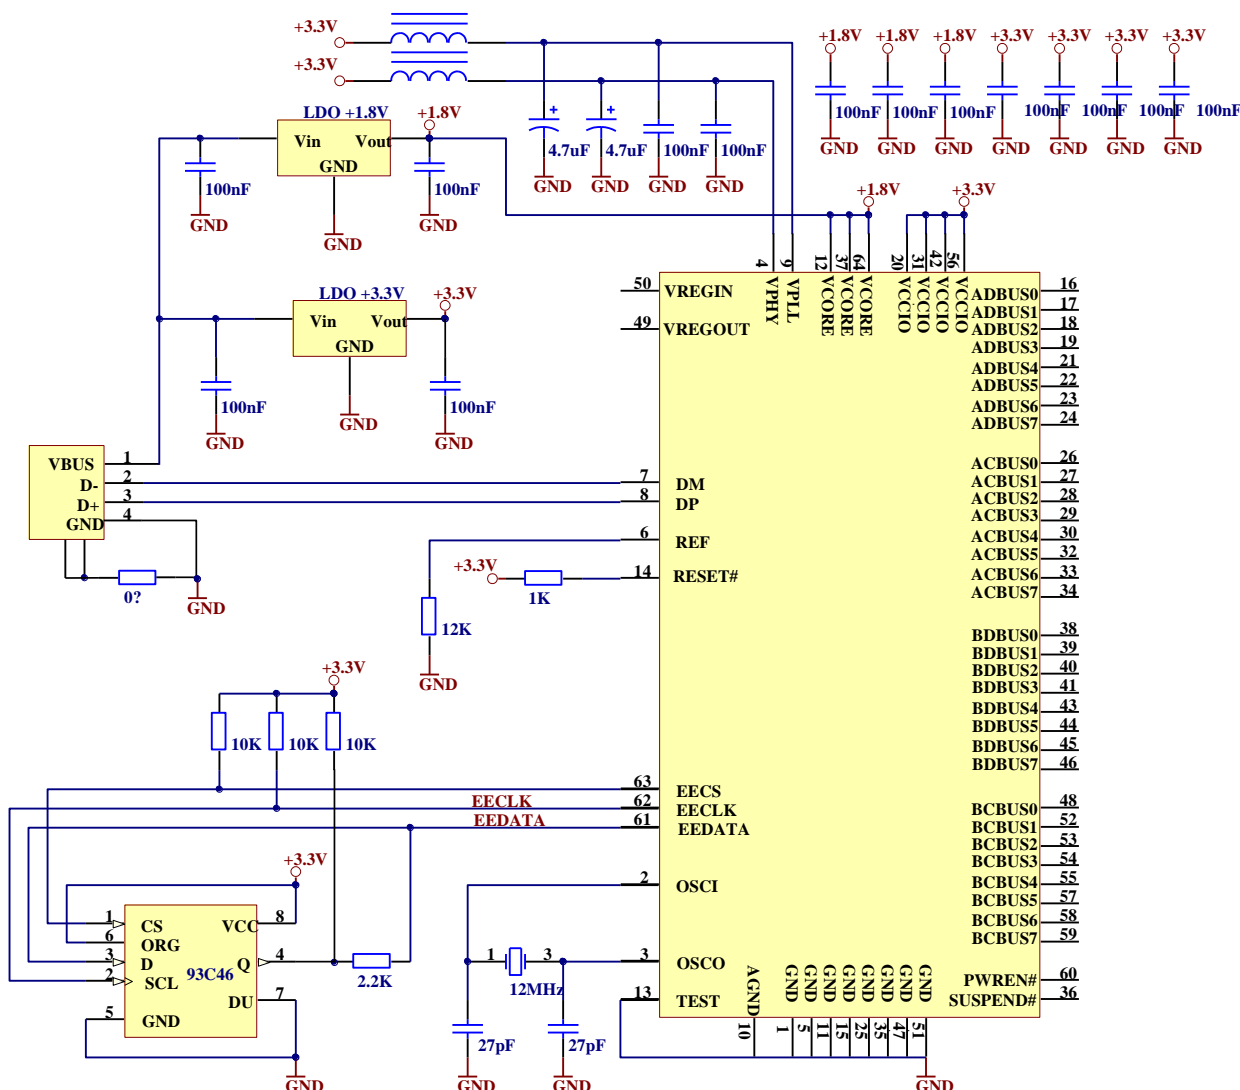 +3.3V
+3.3V
+1.8V +1.8V +1.8V +3.3V +3.3V +3.3V +3.3V
100nF 100nF 100nF 100nF 100nF 100nF 100nF
GND GND GND GND GND GND GND
LDO +1.8V
+1.8V
Vin Vout
GND
100nF 100nF
GND GND GND
4.7uF 4.7uF 100nF 100nF
GND GND GND GND
+1.8V +3.3V
LDO +3.3V
+3.3V
Vin Vout
GND
100nF 100nF
GND GND GND
4 9 12 37 64 20 31 42 56
VPHY VPLL VCORE VCORE VCORE VCCIO VCCIO VCCIO VCCIO
50 VREGIN
49 VREGOUT
VBUS 1
D- 2
D+ 3
GND 4
0?
GND
7 DM
8 DP
6 REF
+3.3V
1K
14 RESET#
12K
GND
+3.3V
10K 10K 10K
63 EECS
EECLK 62 EECLK
EEDATA 61 EEDATA
+3.3V
1 CS
6 ORG
3 D
2 SCL
5 GND
93C46
VCC 8
Q 4
DU 7
2.2K
GND
2 OSCI
1 3
12MHz
3 OSCO
13 TEST
27pF 27pF
GND GND
AGND GND GND GND GND GND GND GND GND
10 1 5 11 15 25 35 47 51
GND
ADBUS0 16
ADBUS1 17
ADBUS2 18
ADBUS3 19
ADBUS4 21
ADBUS5 22
ADBUS6 23
ADBUS7 24
ACBUS0 26
ACBUS1 27
ACBUS2 28
ACBUS3 29
ACBUS4 30
ACBUS5 32
ACBUS6 33
ACBUS7 34
BDBUS0 38
BDBUS1 39
BDBUS2 40
BDBUS3 41
BDBUS4 43
BDBUS5 44
BDBUS6 45
BDBUS7 46
BCBUS0 48
BCBUS1 52
BCBUS2 53
BCBUS3 54
BCBUS4 55
BCBUS5 57
BCBUS6 58
BCBUS7 59
PWREN# 60
SUSPEND# 36